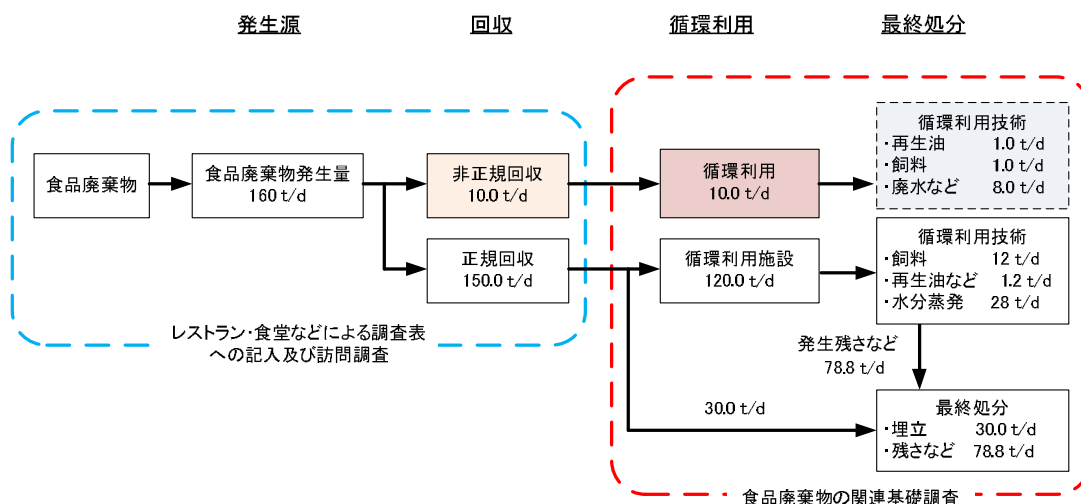 発生源
回収
循環利用
最終処分
食品廃棄物
食品廃棄物発生量
160 t/d
非正規回収
10.0 t/d
循環利用
10.0 t/d
循環利用技術
・再生油 1.0 t/d
・飼料 1.0 t/d
・廃水など 8.0 t/d
正規回収
150.0 t/d
循環利用施設
120.0 t/d
循環利用技術
・飼料 12 t/d
・再生油など 1.2 t/d
・水分蒸発 28 t/d
レストラン・食堂などによる調査表
への記入及び訪問調査
発生残さなど
78.8 t/d
30.0 t/d
最終処分
・埋立 30.0 t/d
・残さなど 78.8 t/d
食品廃棄物の関連基礎調査